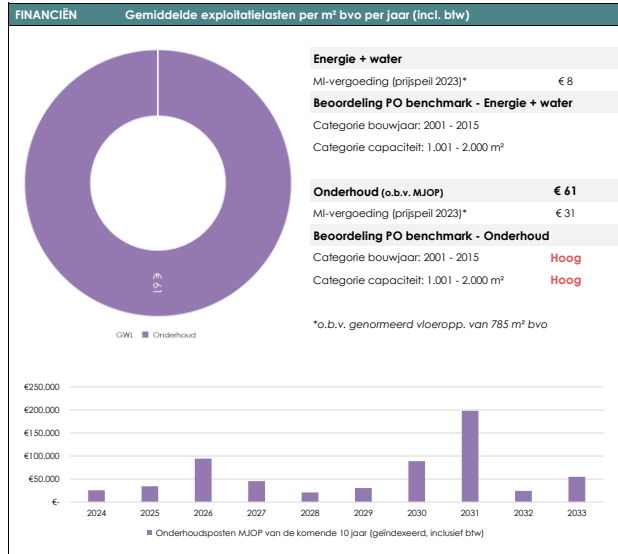 FINANCIËN Gemiddelde exploitatielasten per m² bvo per jaar (incl. btw)
Energie + water
MI-vergoeding (prijspeil 2023)* € 8
Beoordeling PO benchmark - Energie + water
Categorie bouwjaar: 2001 - 2015
Categorie capaciteit: 1.001 - 2.000 m²
Onderhoud (o.b.v. MJOP) € 61
MI-vergoeding (prijspeil 2023)* € 31
Beoordeling PO benchmark - Onderhoud
Categorie bouwjaar: 2001 - 2015 Hoog
Categorie capaciteit: 1.001 - 2.000 m² Hoog
*o.b.v. genormeerd vloeropp. van 785 m² bvo
€ 61
GWL Onderhoud
€250.000
€200.000
€150.000
€100.000
€50.000
€-
2024 2025 2026 2027 2028 2029 2030 2031 2032 2033
Onderhoudsposten MJOP van de komende 10 jaar (geïndexeerd, inclusief btw)